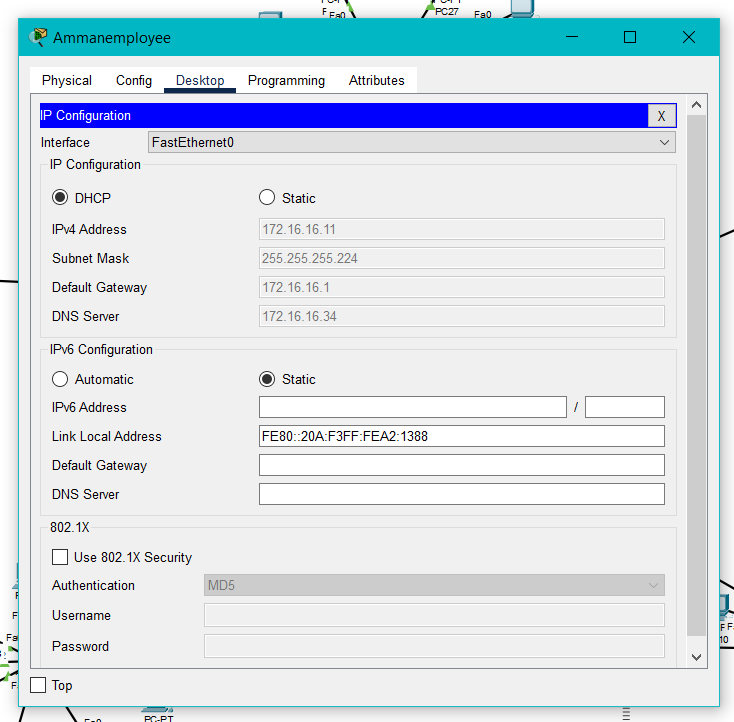 PC27
Fa0
Fa0
Ammanemployee
Physical Config Desktop Programming Attributes
IP Configuration X
Interface FastEthernet0
IP Configuration
DHCP Static
IPv4 Address 172.16.16.11
Subnet Mask 255.255.255.224
Default Gateway 172.16.16.1
DNS Server 172.16.16.34
IPv6 Configuration
Automatic Static
IPv6 Address /
Link Local Address FE80::20A:F3FF:FEA2:1388
Default Gateway
DNS Server
802.1X
Use 802.1X Security
Authentication MD5
Username
Password
Top
PC-PT